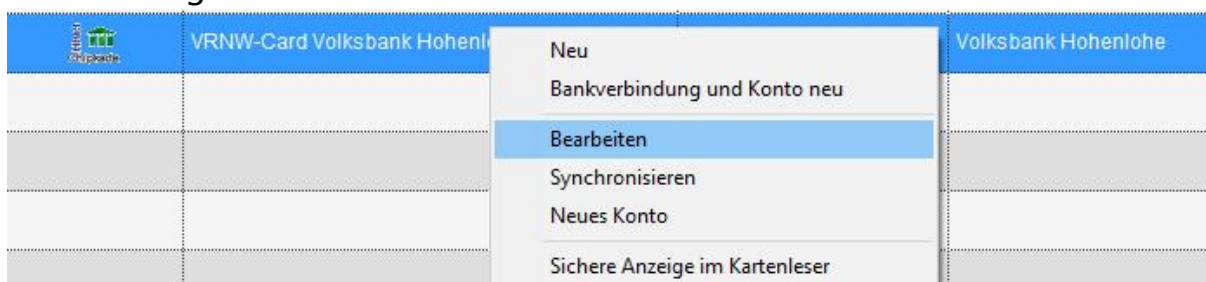 VRNW-Card Volksbank Hohenl
Volksbank Hohenlohe
Chipkarte
Neu
Bankverbindung und Konto neu
Bearbeiten
Synchronisieren
Neues Konto
Sichere Anzeige im Kartenleser